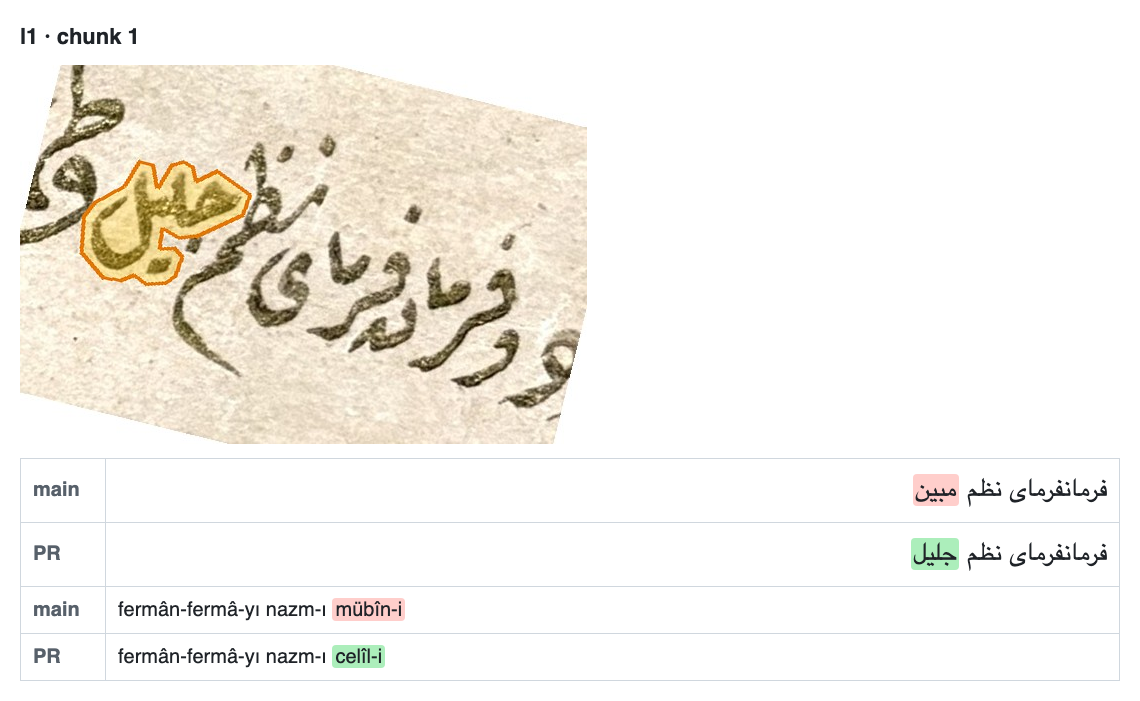 l1 · chunk 1
و فرمانفرمای نظم جلیل
main فرمانفرمای نظم مبین
PR فرمانفرمای نظم جلیل
main fermân-fermâ-yı nazm-ı mübîn-i
PR fermân-fermâ-yı nazm-ı celîl-i